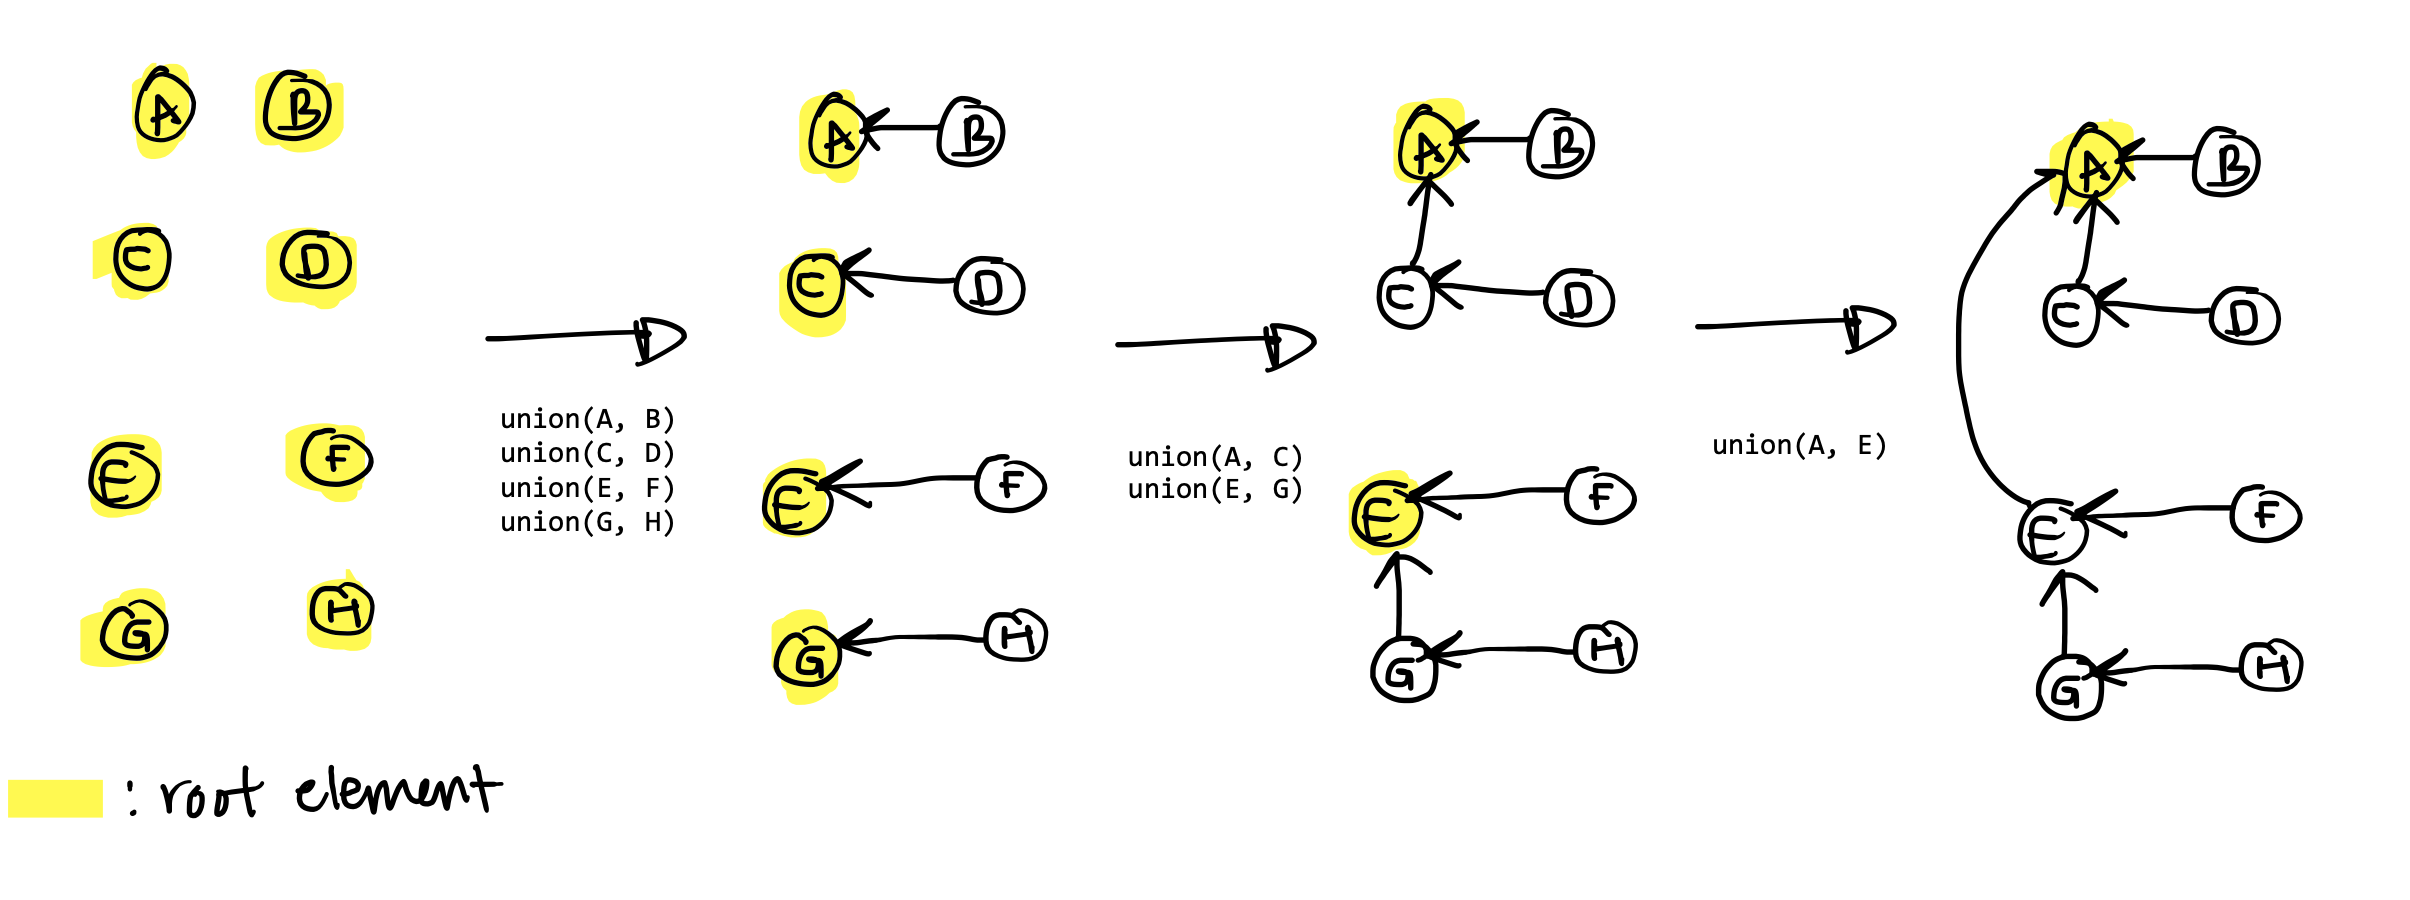 A B
C D
E F
G H
union(A, B)
union(C, D)
union(E, F)
union(G, H)
A B
C D
E F
G H
union(A, C)
union(E, G)
A B
C D
E F
G H
union(A, E)
A B
C D
E F
G H
: root element